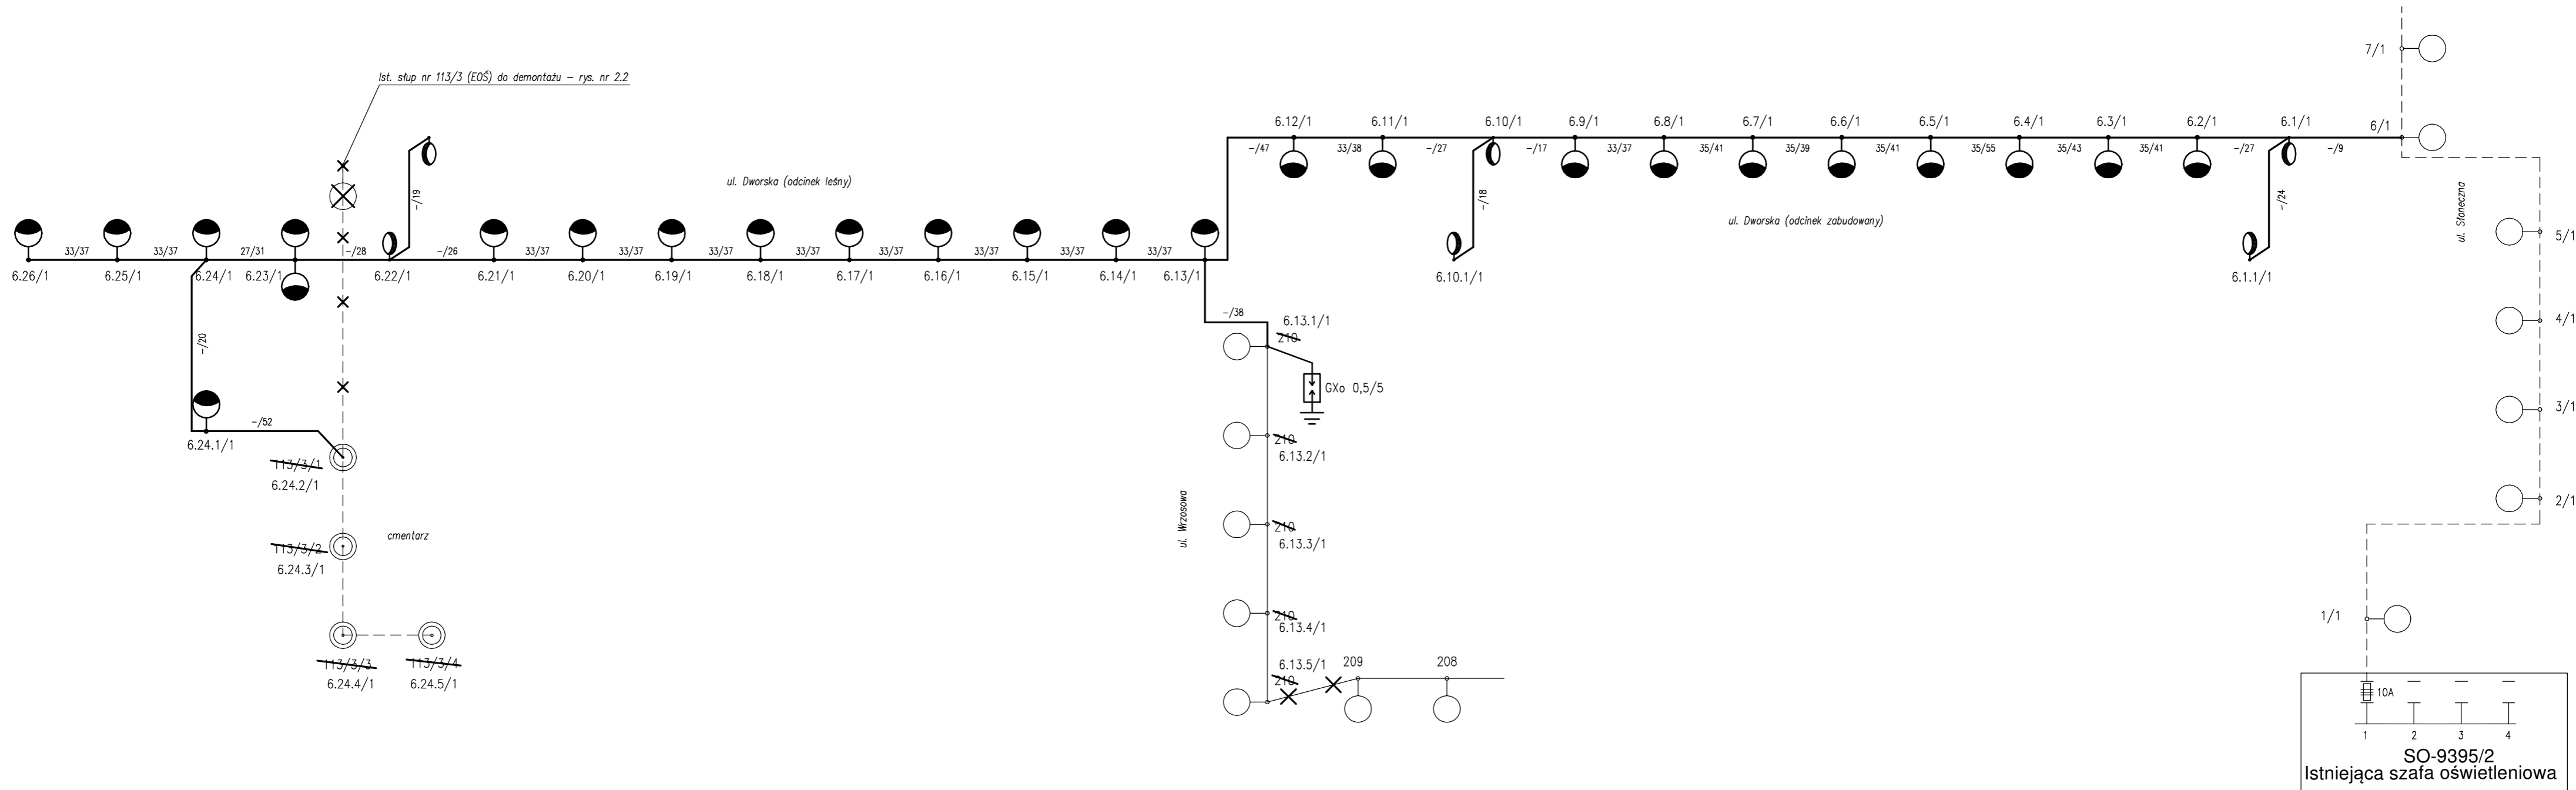 7/1
Ist. słup nr 113/3 (EOŚ) do demontażu – rys. nr 2.2
6.12/1 6.11/1 6.10/1 6.9/1 6.8/1 6.7/1 6.6/1 6.5/1 6.4/1 6.3/1 6.2/1 6.1/1 6/1
-/47 33/38 -/27 -/17 33/37 35/41 35/39 35/41 35/55 35/43 35/41 -/27 -/9
ul. Dworska (odcinek leśny)
-/19
-/18
-/24
ul. Dworska (odcinek zabudowany)
ul. Słoneczna
5/1
33/37 33/37 27/31 -/28 -/26 33/37 33/37 33/37 33/37 33/37 33/37 33/37 33/37
6.26/1 6.25/1 6.24/1 6.23/1 6.22/1 6.21/1 6.20/1 6.19/1 6.18/1 6.17/1 6.16/1 6.15/1 6.14/1 6.13/1 6.10.1/1 6.1.1/1
-/38
6.13.1/1
210
4/1
-/20
GXo 0,5/5
3/1
-/52
6.24.1/1
210
6.13.2/1
113/3/1
6.24.2/1
2/1
ul. Wrzosowa
210
6.13.3/1
cmentarz
113/3/2
6.24.3/1
210
6.13.4/1
1/1
113/3/3 113/3/4
6.24.4/1 6.24.5/1
6.13.5/1 209 208
210
10A
1 2 3 4
SO-9395/2
Istniejąca szafa oświetleniowa